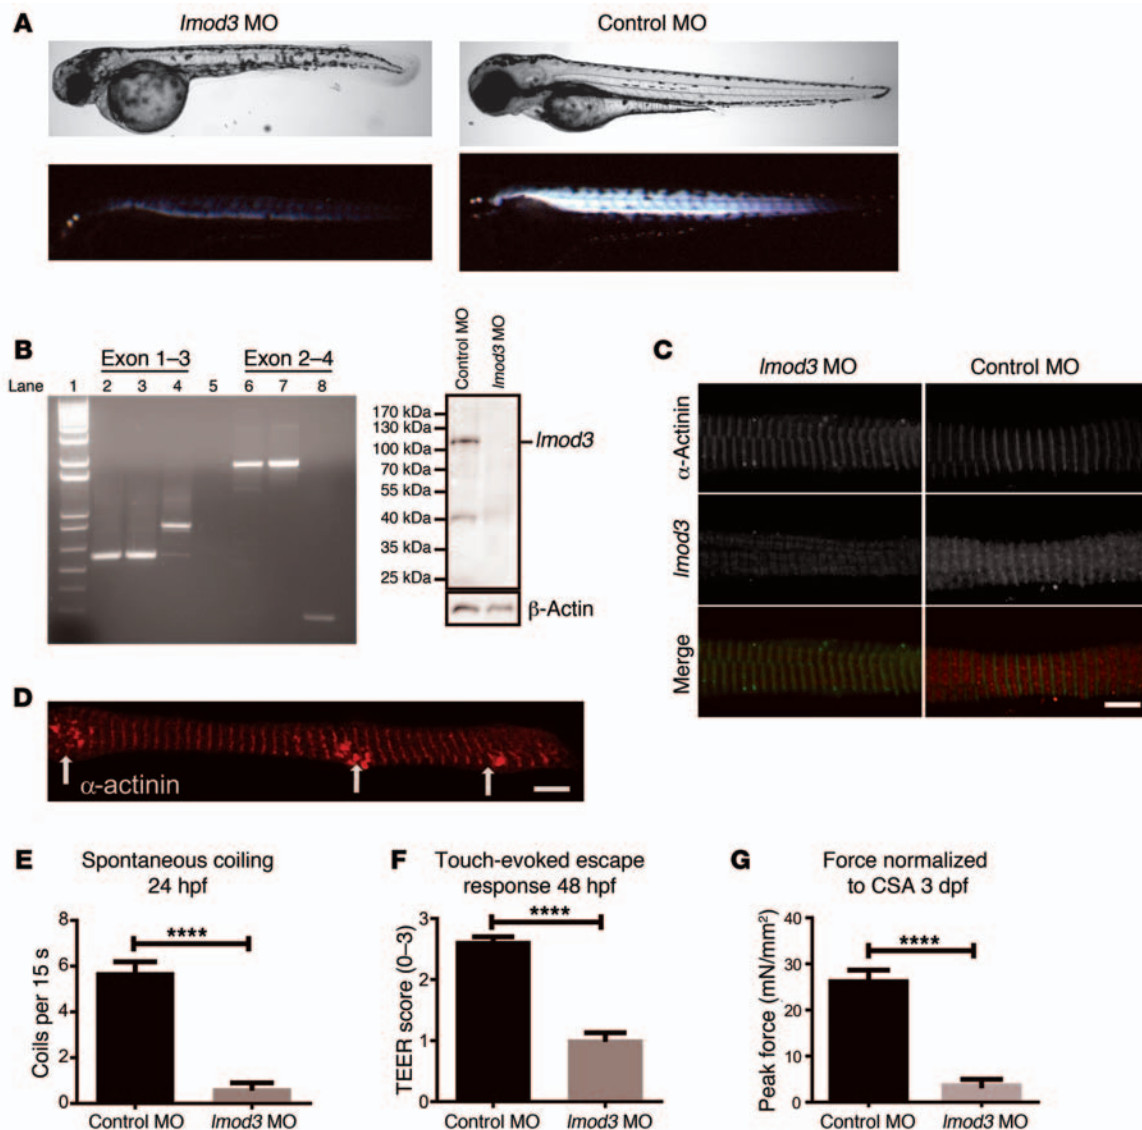 A
lmod3 MO
Control MO
B
Exon 1–3
Exon 2–4
Lane 1 2 3 4 5 6 7 8
Control MO
lmod3 MO
170 kDa
130 kDa
100 kDa
70 kDa
55 kDa
40 kDa
35 kDa
25 kDa
lmod3
β-Actin
C
lmod3 MO
Control MO
α-Actinin
lmod3
Merge
D
α-actinin
E
Spontaneous coiling
24 hpf
Coils per 15 s
8
6
4
2
0
****
Control MO
lmod3 MO
F
Touch-evoked escape
response 48 hpf
TEER score (0–3)
3
2
1
0
****
Control MO
lmod3 MO
G
Force normalized
to CSA 3 dpf
Peak force (mN/mm²)
40
30
20
10
0
****
Control MO
lmod3 MO